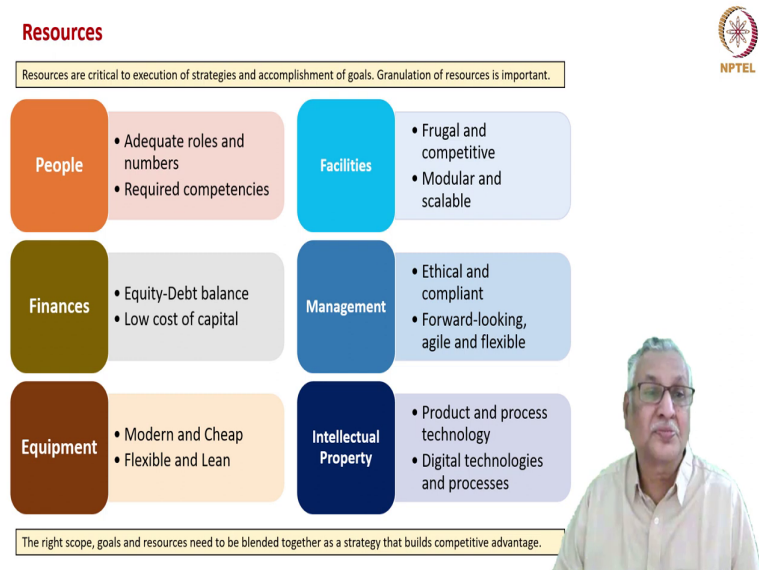 Resources
NPTEL
Resources are critical to execution of strategies and accomplishment of goals. Granulation of resources is important.
People
• Adequate roles and
numbers
• Required competencies
Facilities
• Frugal and
competitive
• Modular and
scalable
Finances
• Equity-Debt balance
• Low cost of capital
Management
• Ethical and
compliant
• Forward-looking,
agile and flexible
Equipment
• Modern and Cheap
• Flexible and Lean
Intellectual
Property
• Product and process
technology
• Digital technologies
and processes
The right scope, goals and resources need to be blended together as a strategy that builds competitive advantage.